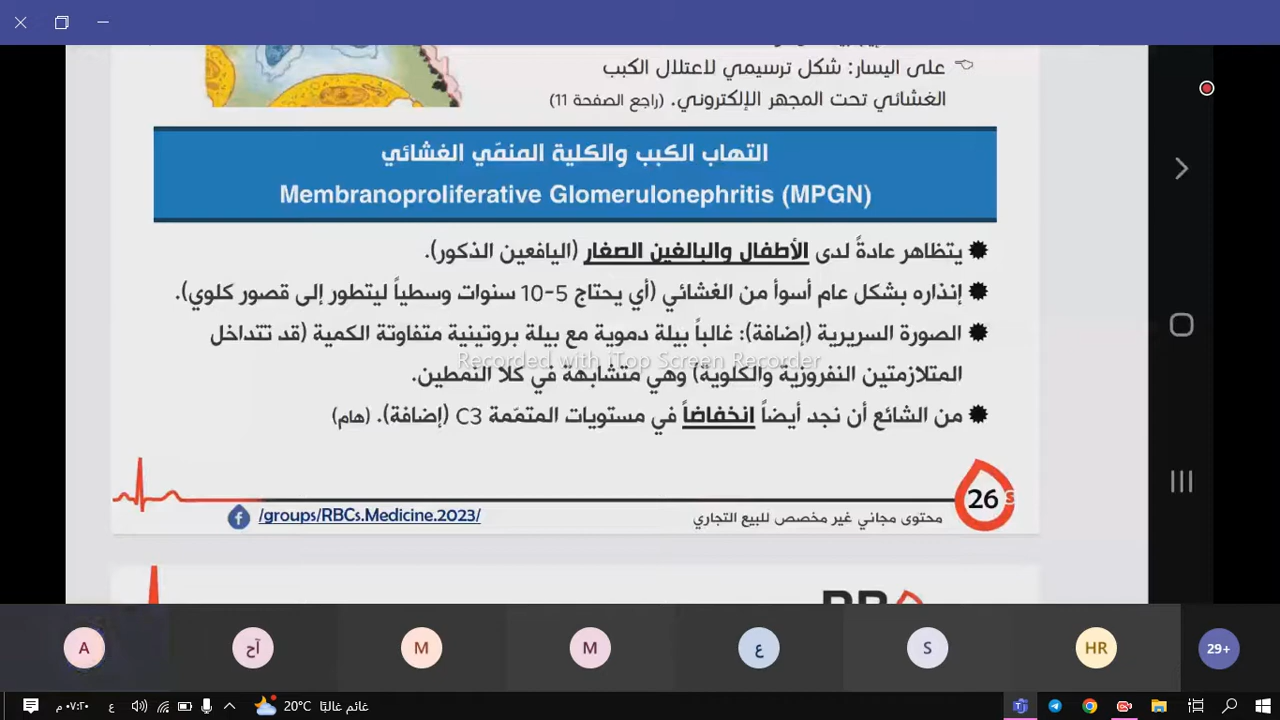 على اليسار: شكل ترسيمي لاعتلال الكبب
الغشائي تحت المجهر الإلكتروني. (راجع الصفحة 11)
التهاب الكبب والكلية المنمّي الغشائي
Membranoproliferative Glomerulonephritis (MPGN)
يتظاهر عادةً لدى الأطفال والبالغين الصغار (اليافعين الذكور).
إنذاره بشكل عام أسوأ من الغشائي (أي يحتاج 5-10 سنوات وسطياً ليتطور إلى قصور كلوي).
الصورة السريرية (إضافة): غالباً بيلة دموية مع بيلة بروتينية متفاوتة الكمية (قد تتداخل
Recorded with iTop Screen Recorder
المتلازمتين النفروزية والكلوية) وهي متشابهة في كلا النمطين.
من الشائع أن نجد أيضاً انخفاضاً في مستويات المتمّمة C3 (إضافة). (هام)
26
محتوى مجاني غير مخصص للبيع التجاري
/groups/RBCs.Medicine.2023/
A
آح
M
M
ع
S
HR
29+
٠٧:٢٠ م
ع
20°C غائم غالبًا